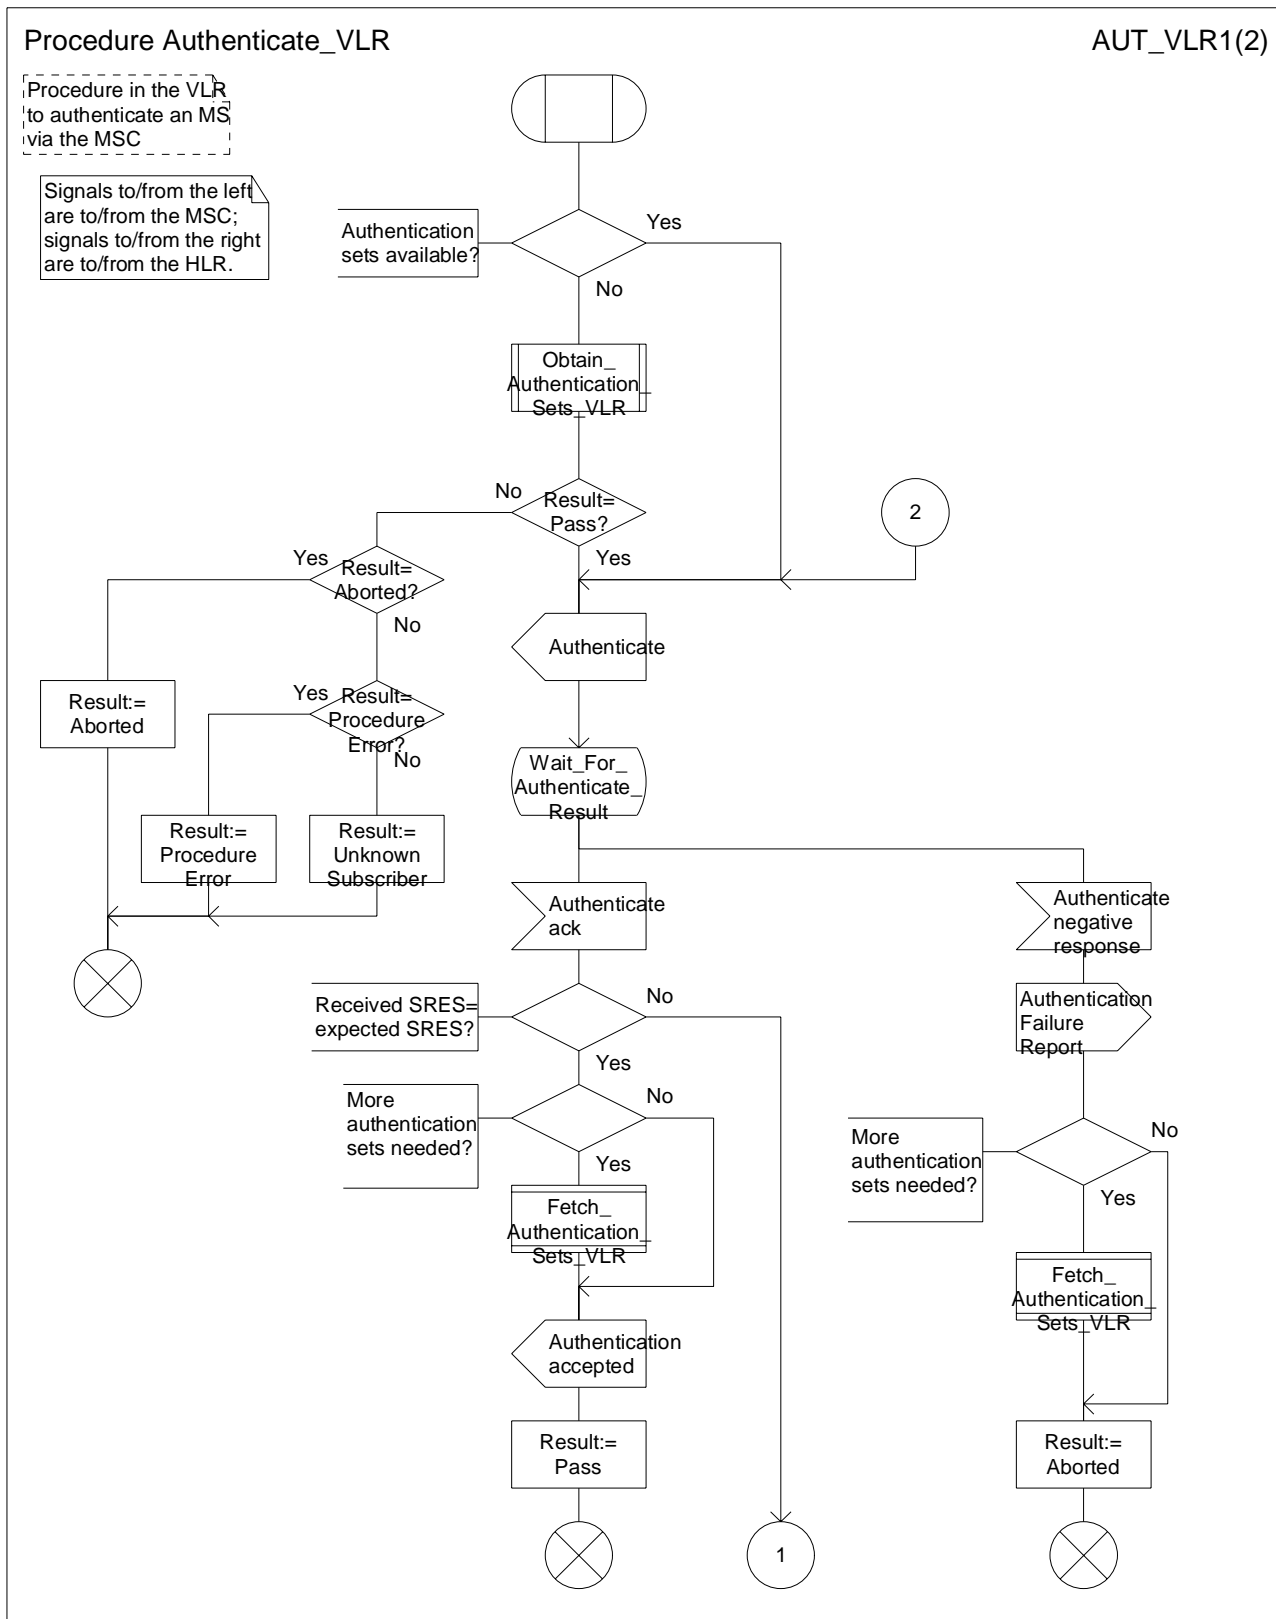 Procedure Authenticate_VLR
AUT_VLR1(2)
Procedure in the VLR
to authenticate an MS
via the MSC
Signals to/from the left
are to/from the MSC;
signals to/from the right
are to/from the HLR.
Authentication
sets available?
Yes
No
Obtain_
Authentication_
Sets_VLR
No
Result=
Pass?
Yes
2
Yes
Result=
Aborted?
No
Authenticate
Result:=
Aborted
Yes
Result=
Procedure
Error?
No
Wait_For_
Authenticate_
Result
Result:=
Procedure
Error
Result:=
Unknown
Subscriber
Authenticate
ack
Authenticate
negative
response
Received SRES=
expected SRES?
No
Yes
Authentication
Failure
Report
More
authentication
sets needed?
No
Yes
More
authentication
sets needed?
No
Yes
Fetch_
Authentication_
Sets_VLR
Fetch_
Authentication_
Sets_VLR
Authentication
accepted
Result:=
Pass
Result:=
Aborted
1